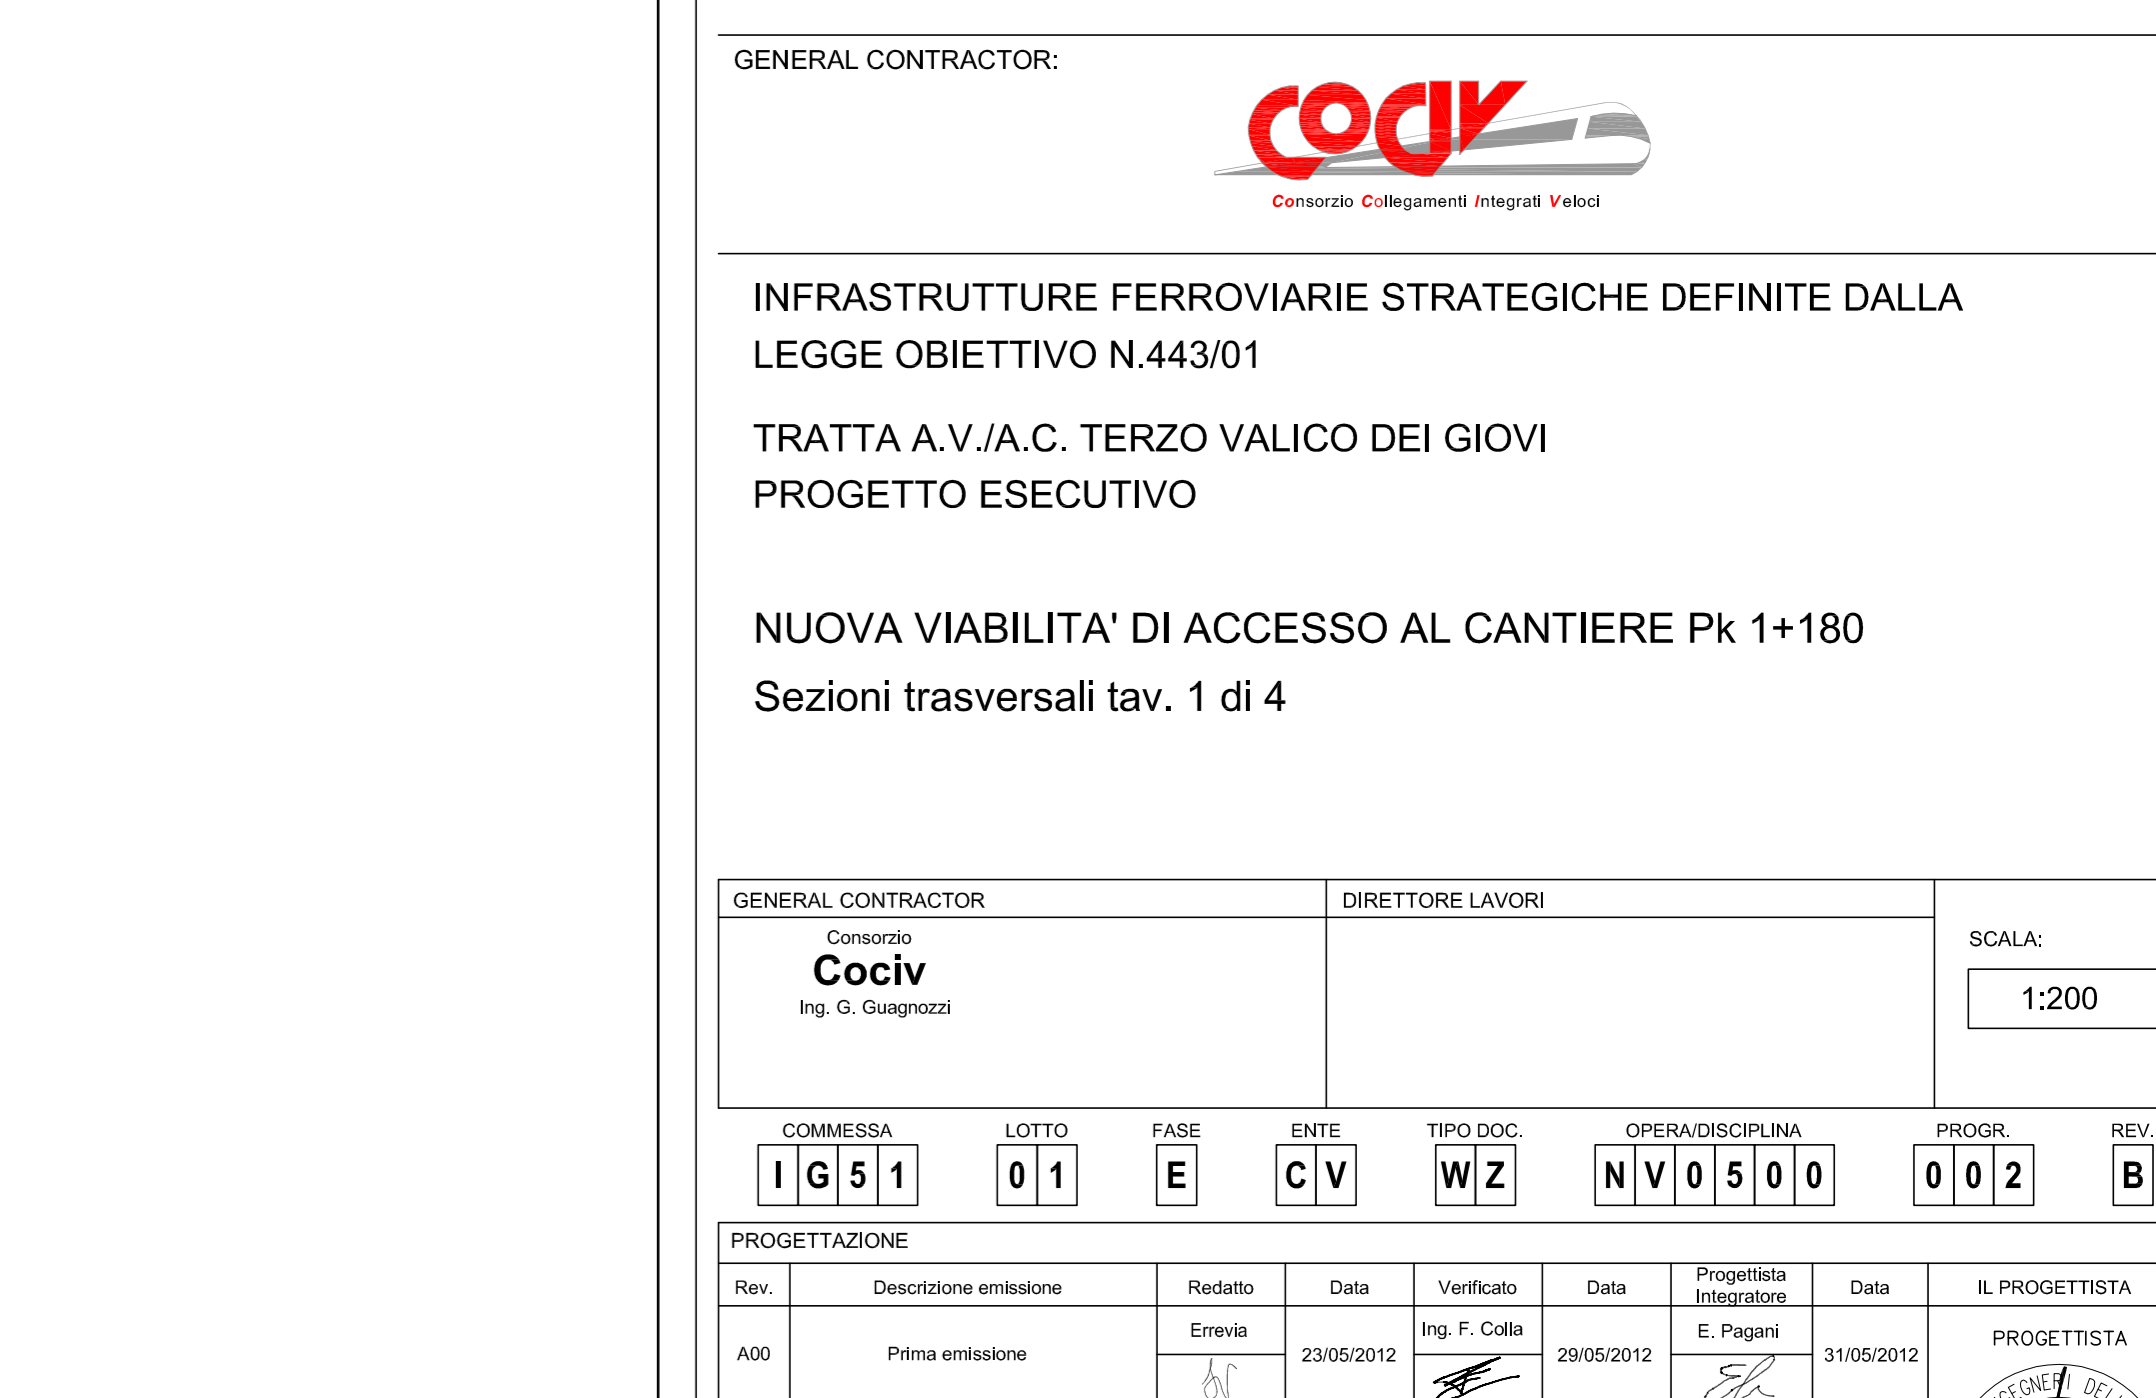 GENERAL CONTRACTOR:
COCIV
Consorzio Collegamenti Integrati Veloci
INFRASTRUTTURE FERROVIARIE STRATEGICHE DEFINITE DALLA
LEGGE OBIETTIVO N.443/01
TRATTA A.V./A.C. TERZO VALICO DEI GIOVI
PROGETTO ESECUTIVO
NUOVA VIABILITA' DI ACCESSO AL CANTIERE Pk 1+180
Sezioni trasversali tav. 1 di 4
GENERAL CONTRACTOR DIRETTORE LAVORI
Consorzio
Cociv
Ing. G. Guagnozzi
SCALA:
1:200
COMMESSA LOTTO FASE ENTE TIPO DOC. OPERA/DISCIPLINA PROGR. REV.
I G 5 1 0 1 E C V W Z N V 0 5 0 0 0 0 2 B
PROGETTAZIONE
Rev. Descrizione emissione Redatto Data Verificato Data Progettista Integratore Data IL PROGETTISTA
A00 Prima emissione Errevia 23/05/2012 Ing. F. Colla 29/05/2012 E. Pagani 31/05/2012 PROGETTISTA